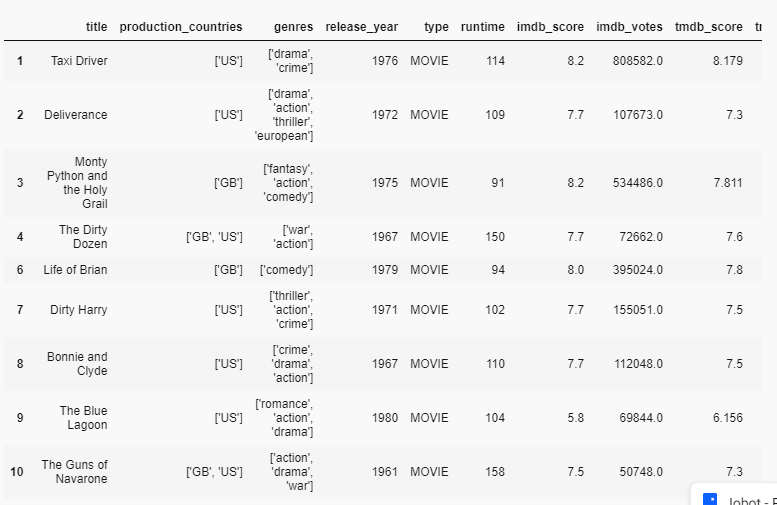 title production_countries genres release_year type runtime imdb_score imdb_votes tmdb_score
1 Taxi Driver ['US'] ['drama', 'crime'] 1976 MOVIE 114 8.2 808582.0 8.179
2 Deliverance ['US'] ['drama', 'action', 'thriller', 'european'] 1972 MOVIE 109 7.7 107673.0 7.3
3 Monty Python and the Holy Grail ['GB'] ['fantasy', 'action', 'comedy'] 1975 MOVIE 91 8.2 534486.0 7.811
4 The Dirty Dozen ['GB', 'US'] ['war', 'action'] 1967 MOVIE 150 7.7 72662.0 7.6
6 Life of Brian ['GB'] ['comedy'] 1979 MOVIE 94 8.0 395024.0 7.8
7 Dirty Harry ['US'] ['thriller', 'action', 'crime'] 1971 MOVIE 102 7.7 155051.0 7.5
8 Bonnie and Clyde ['US'] ['crime', 'drama', 'action'] 1967 MOVIE 110 7.7 112048.0 7.5
9 The Blue Lagoon ['US'] ['romance', 'action', 'drama'] 1980 MOVIE 104 5.8 69844.0 6.156
10 The Guns of Navarone ['GB', 'US'] ['action', 'drama', 'war'] 1961 MOVIE 158 7.5 50748.0 7.3